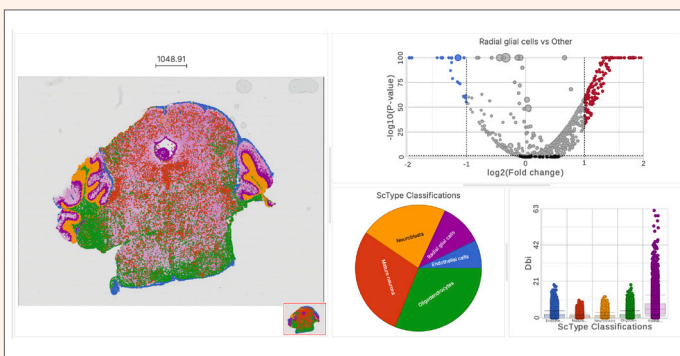 1048.91
Radial glial cells vs Other
-log10(P-value)
100
75
50
25
0
-2
-1
0
1
2
log2(Fold change)
ScType Classifications
Neuroblasts
Radial glial cells
Endothelial cells
Mature neurons
Oligodendrocytes
Dbi
63
42
21
0
ScType Classifications